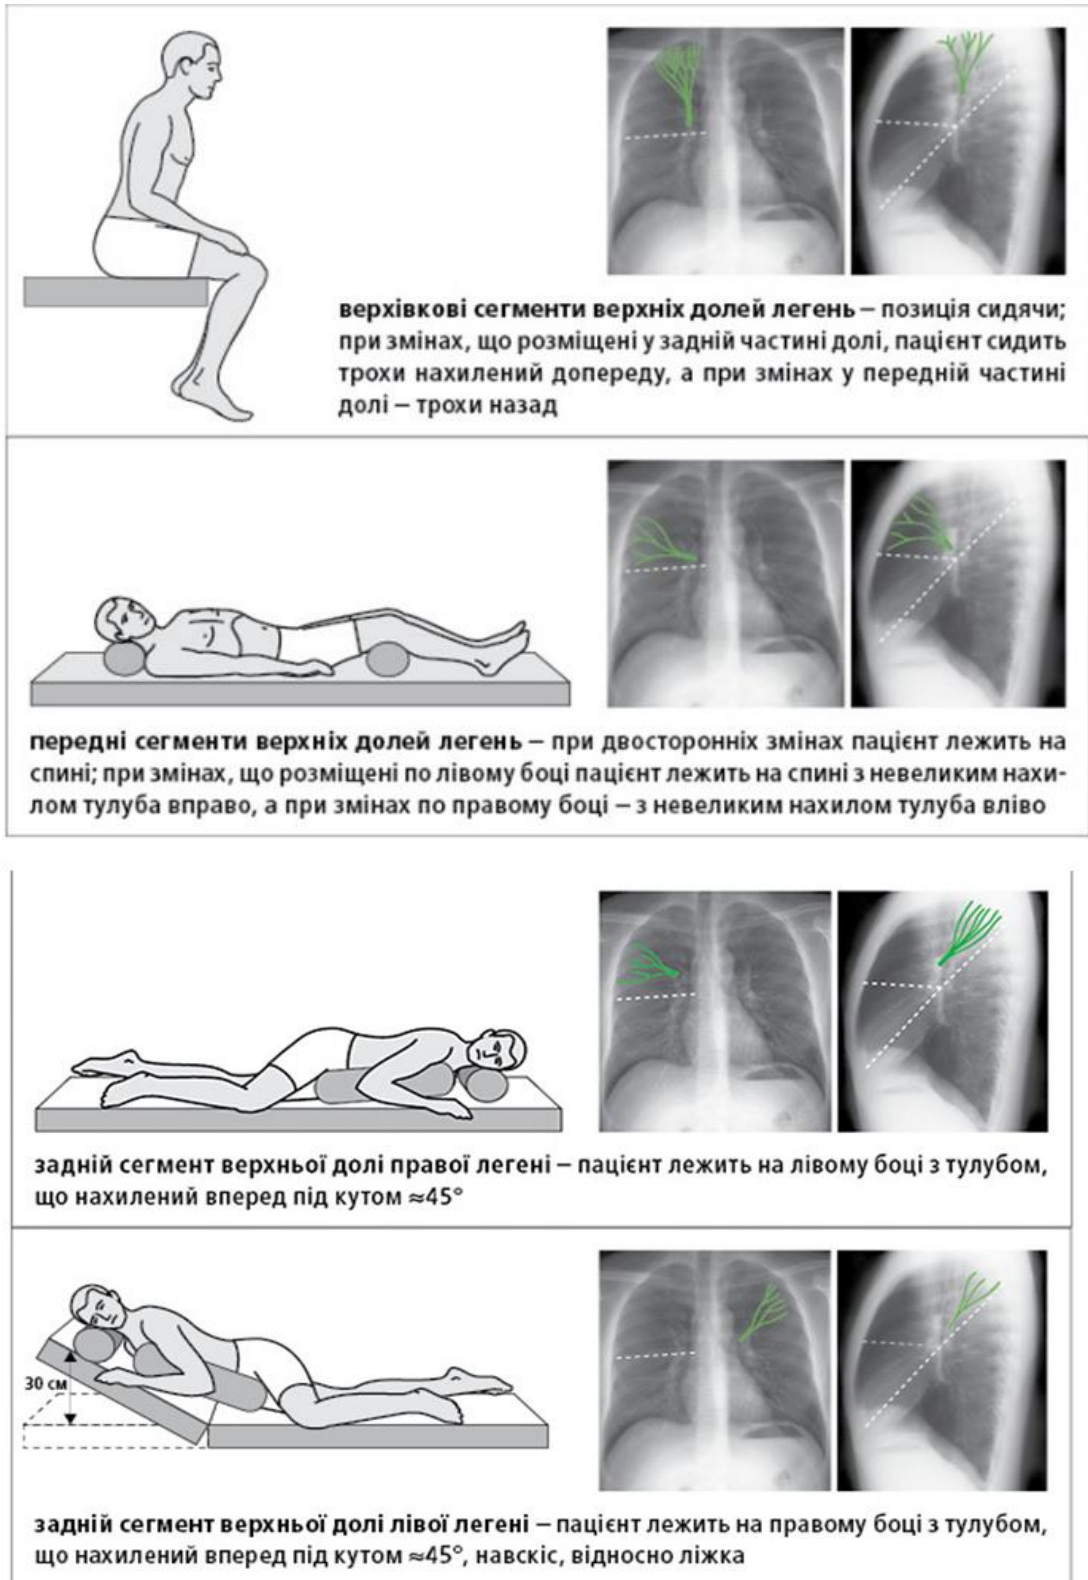 верхівкові сегменти верхніх долей легень – позиція сидячи;
при змінах, що розміщені у задній частині долі, пацієнт сидить
трохи нахилений допереду, а при змінах у передній частині
долі – трохи назад
передні сегменти верхніх долей легень – при двосторонніх змінах пацієнт лежить на
спині; при змінах, що розміщені по лівому боці пацієнт лежить на спині з невеликим нахи-
лом тулуба вправо, а при змінах по правому боці – з невеликим нахилом тулуба вліво
задній сегмент верхньої долі правої легені – пацієнт лежить на лівому боці з тулубом,
що нахилений вперед під кутом ≈45°
30 см
задній сегмент верхньої долі лівої легені – пацієнт лежить на правому боці з тулубом,
що нахилений вперед під кутом ≈45°, навскіс, відносно ліжка